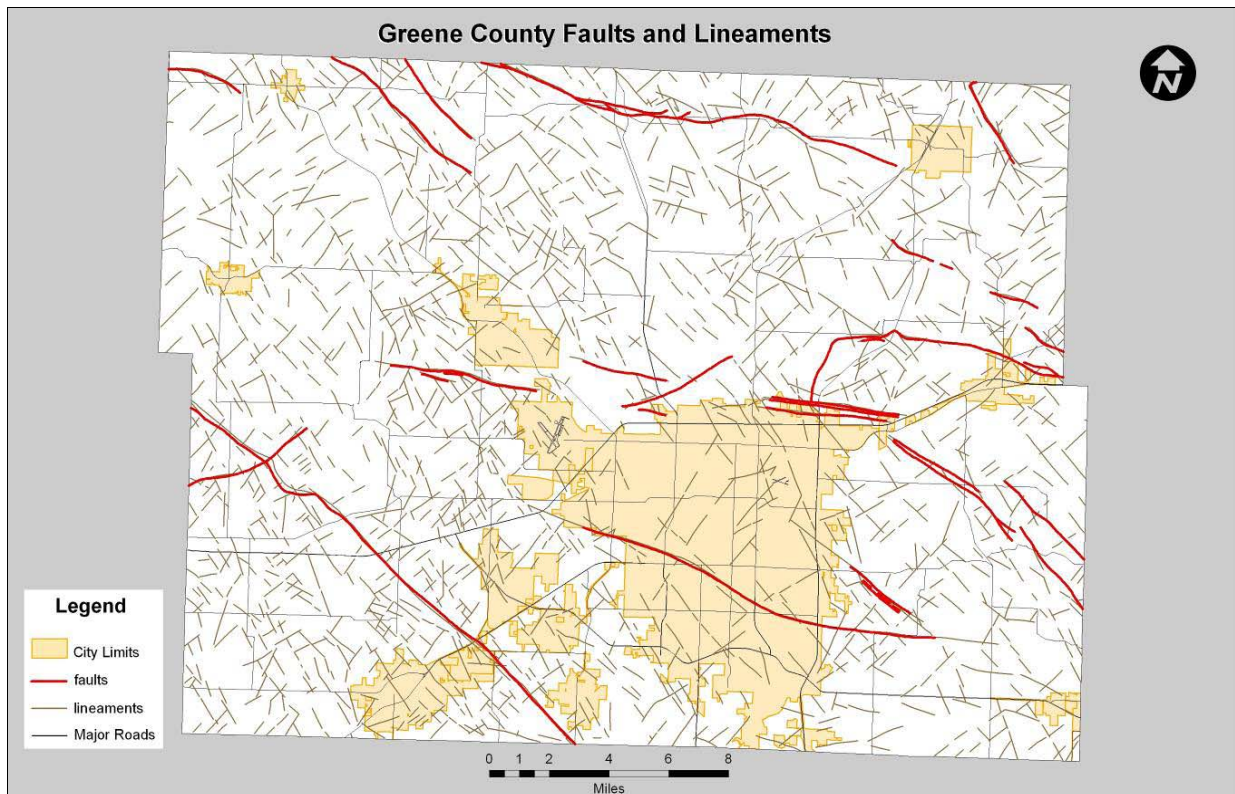 Greene County Faults and Lineaments
N
Legend
City Limits
faults
lineaments
Major Roads
0 1 2 4 6 8
Miles